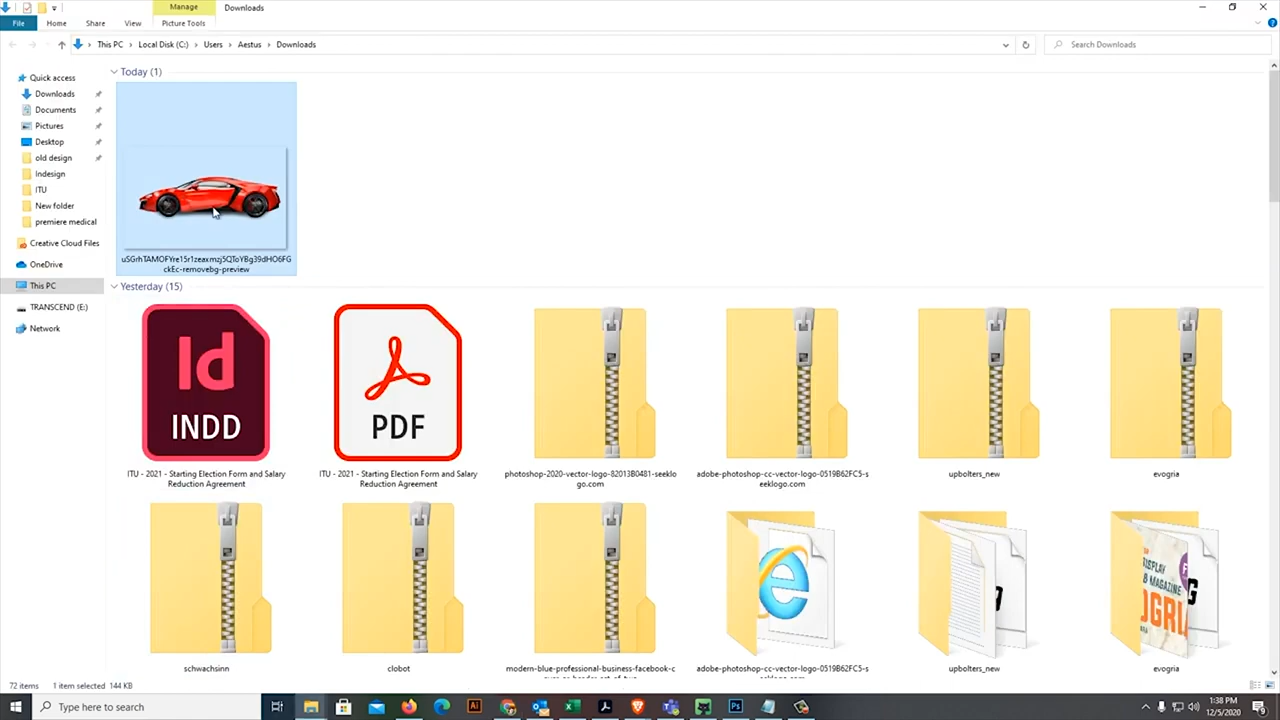 Manage
Downloads
File
Home
Share
View
Picture Tools
This PC
Local Disk (C:)
Users
Aestus
Downloads
Search Downloads
Quick access
Downloads
Documents
Pictures
Desktop
old design
Indesign
ITU
New folder
premiere medical
Creative Cloud Files
OneDrive
This PC
TRANSCEND (E:)
Network
Today (1)
uSGrhTAMOFYre15r1zeaxmzj5QToYBg39dHO6FG
ckEc-removebg-preview
Yesterday (15)
Id
INDD
PDF
ITU - 2021 - Starting Election Form and Salary
Reduction Agreement
ITU - 2021 - Starting Election Form and Salary
Reduction Agreement
photoshop-2020-vector-logo-82013B0481-seeklo
go.com
adobe-photoshop-cc-vector-logo-0519B62FC5-s
eeklogo.com
upbolters_new
evogria
schwachsinn
clobot
modern-blue-professional-business-facebook-c
adobe-photoshop-cc-vector-logo-0519B62FC5-s
eeklogo.com
upbolters_new
evogria
72 items
1 item selected 144 KB
Type here to search
1:38 PM
12/5/2020